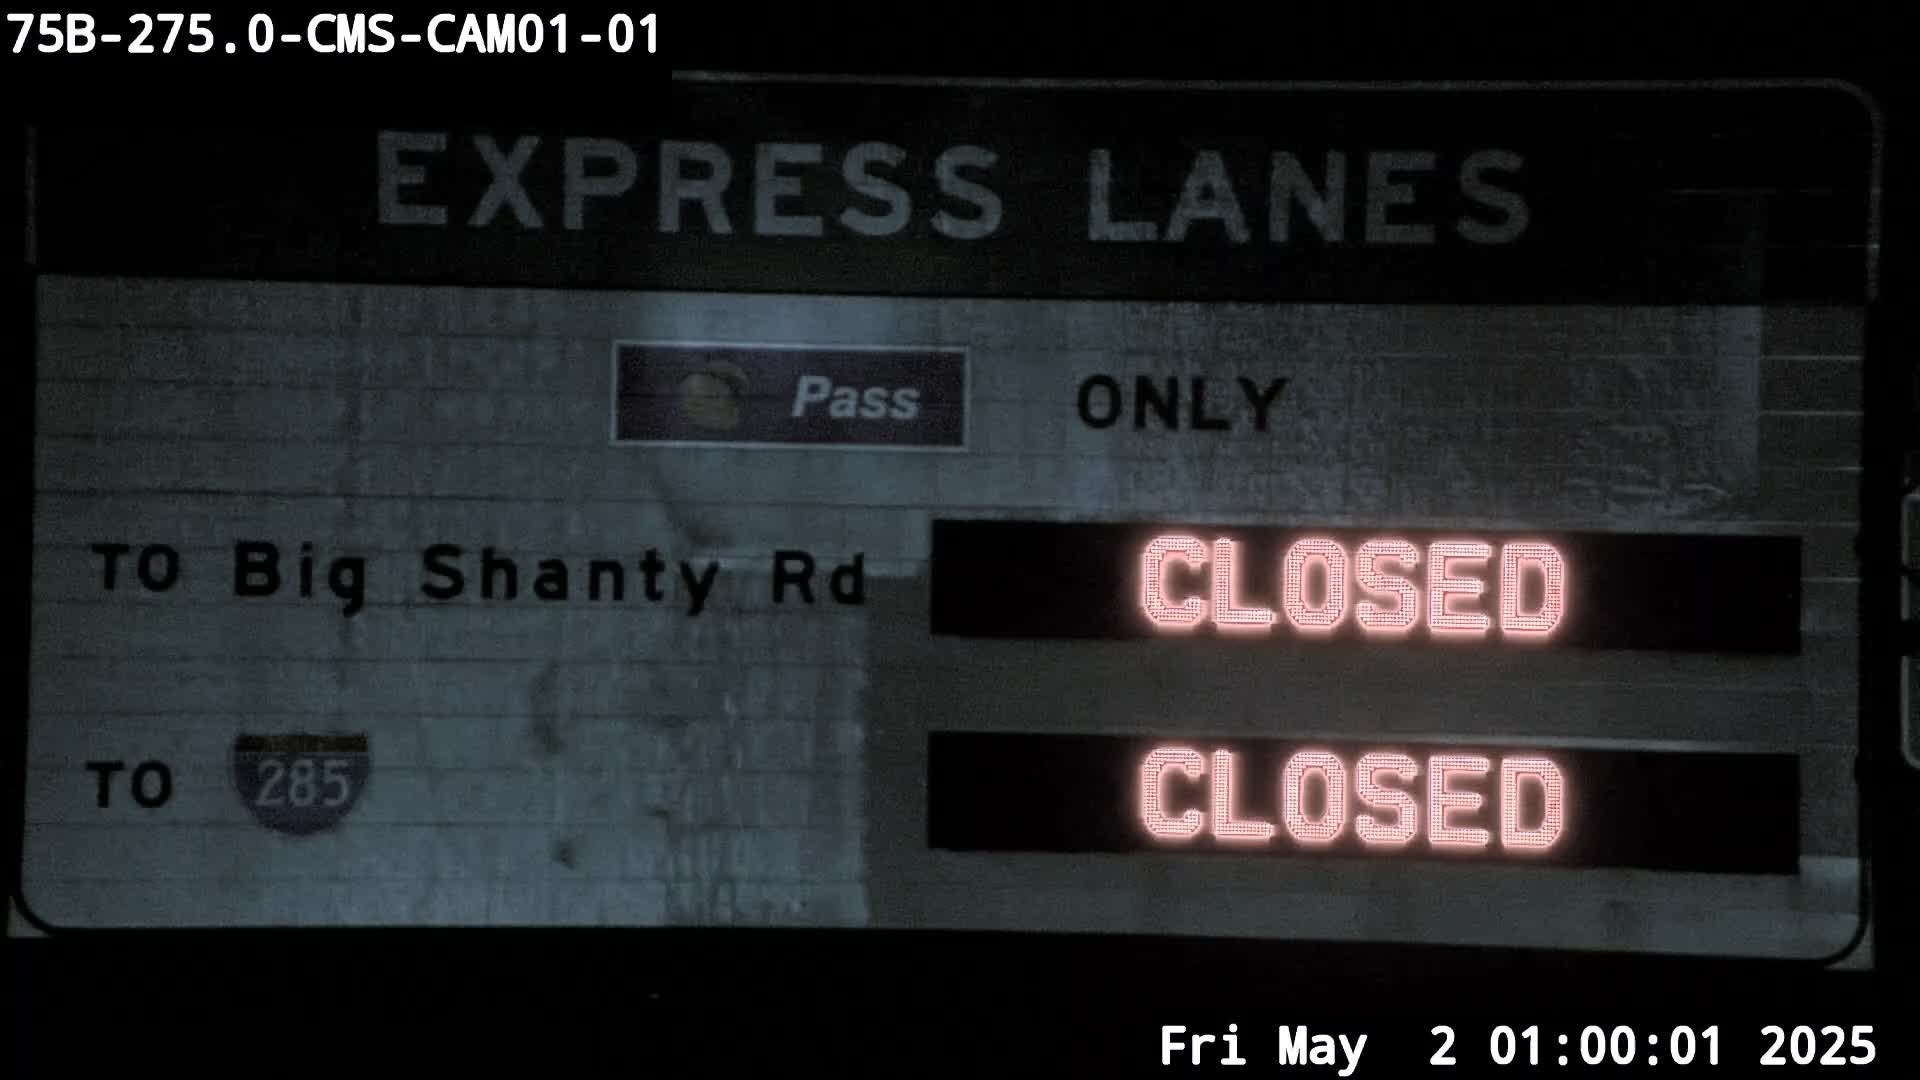 75B-275.0-CMS-CAM01-01
EXPRESS LANES
Pass ONLY
TO Big Shanty Rd CLOSED
TO 285 CLOSED
Fri May 2 01:00:01 2025